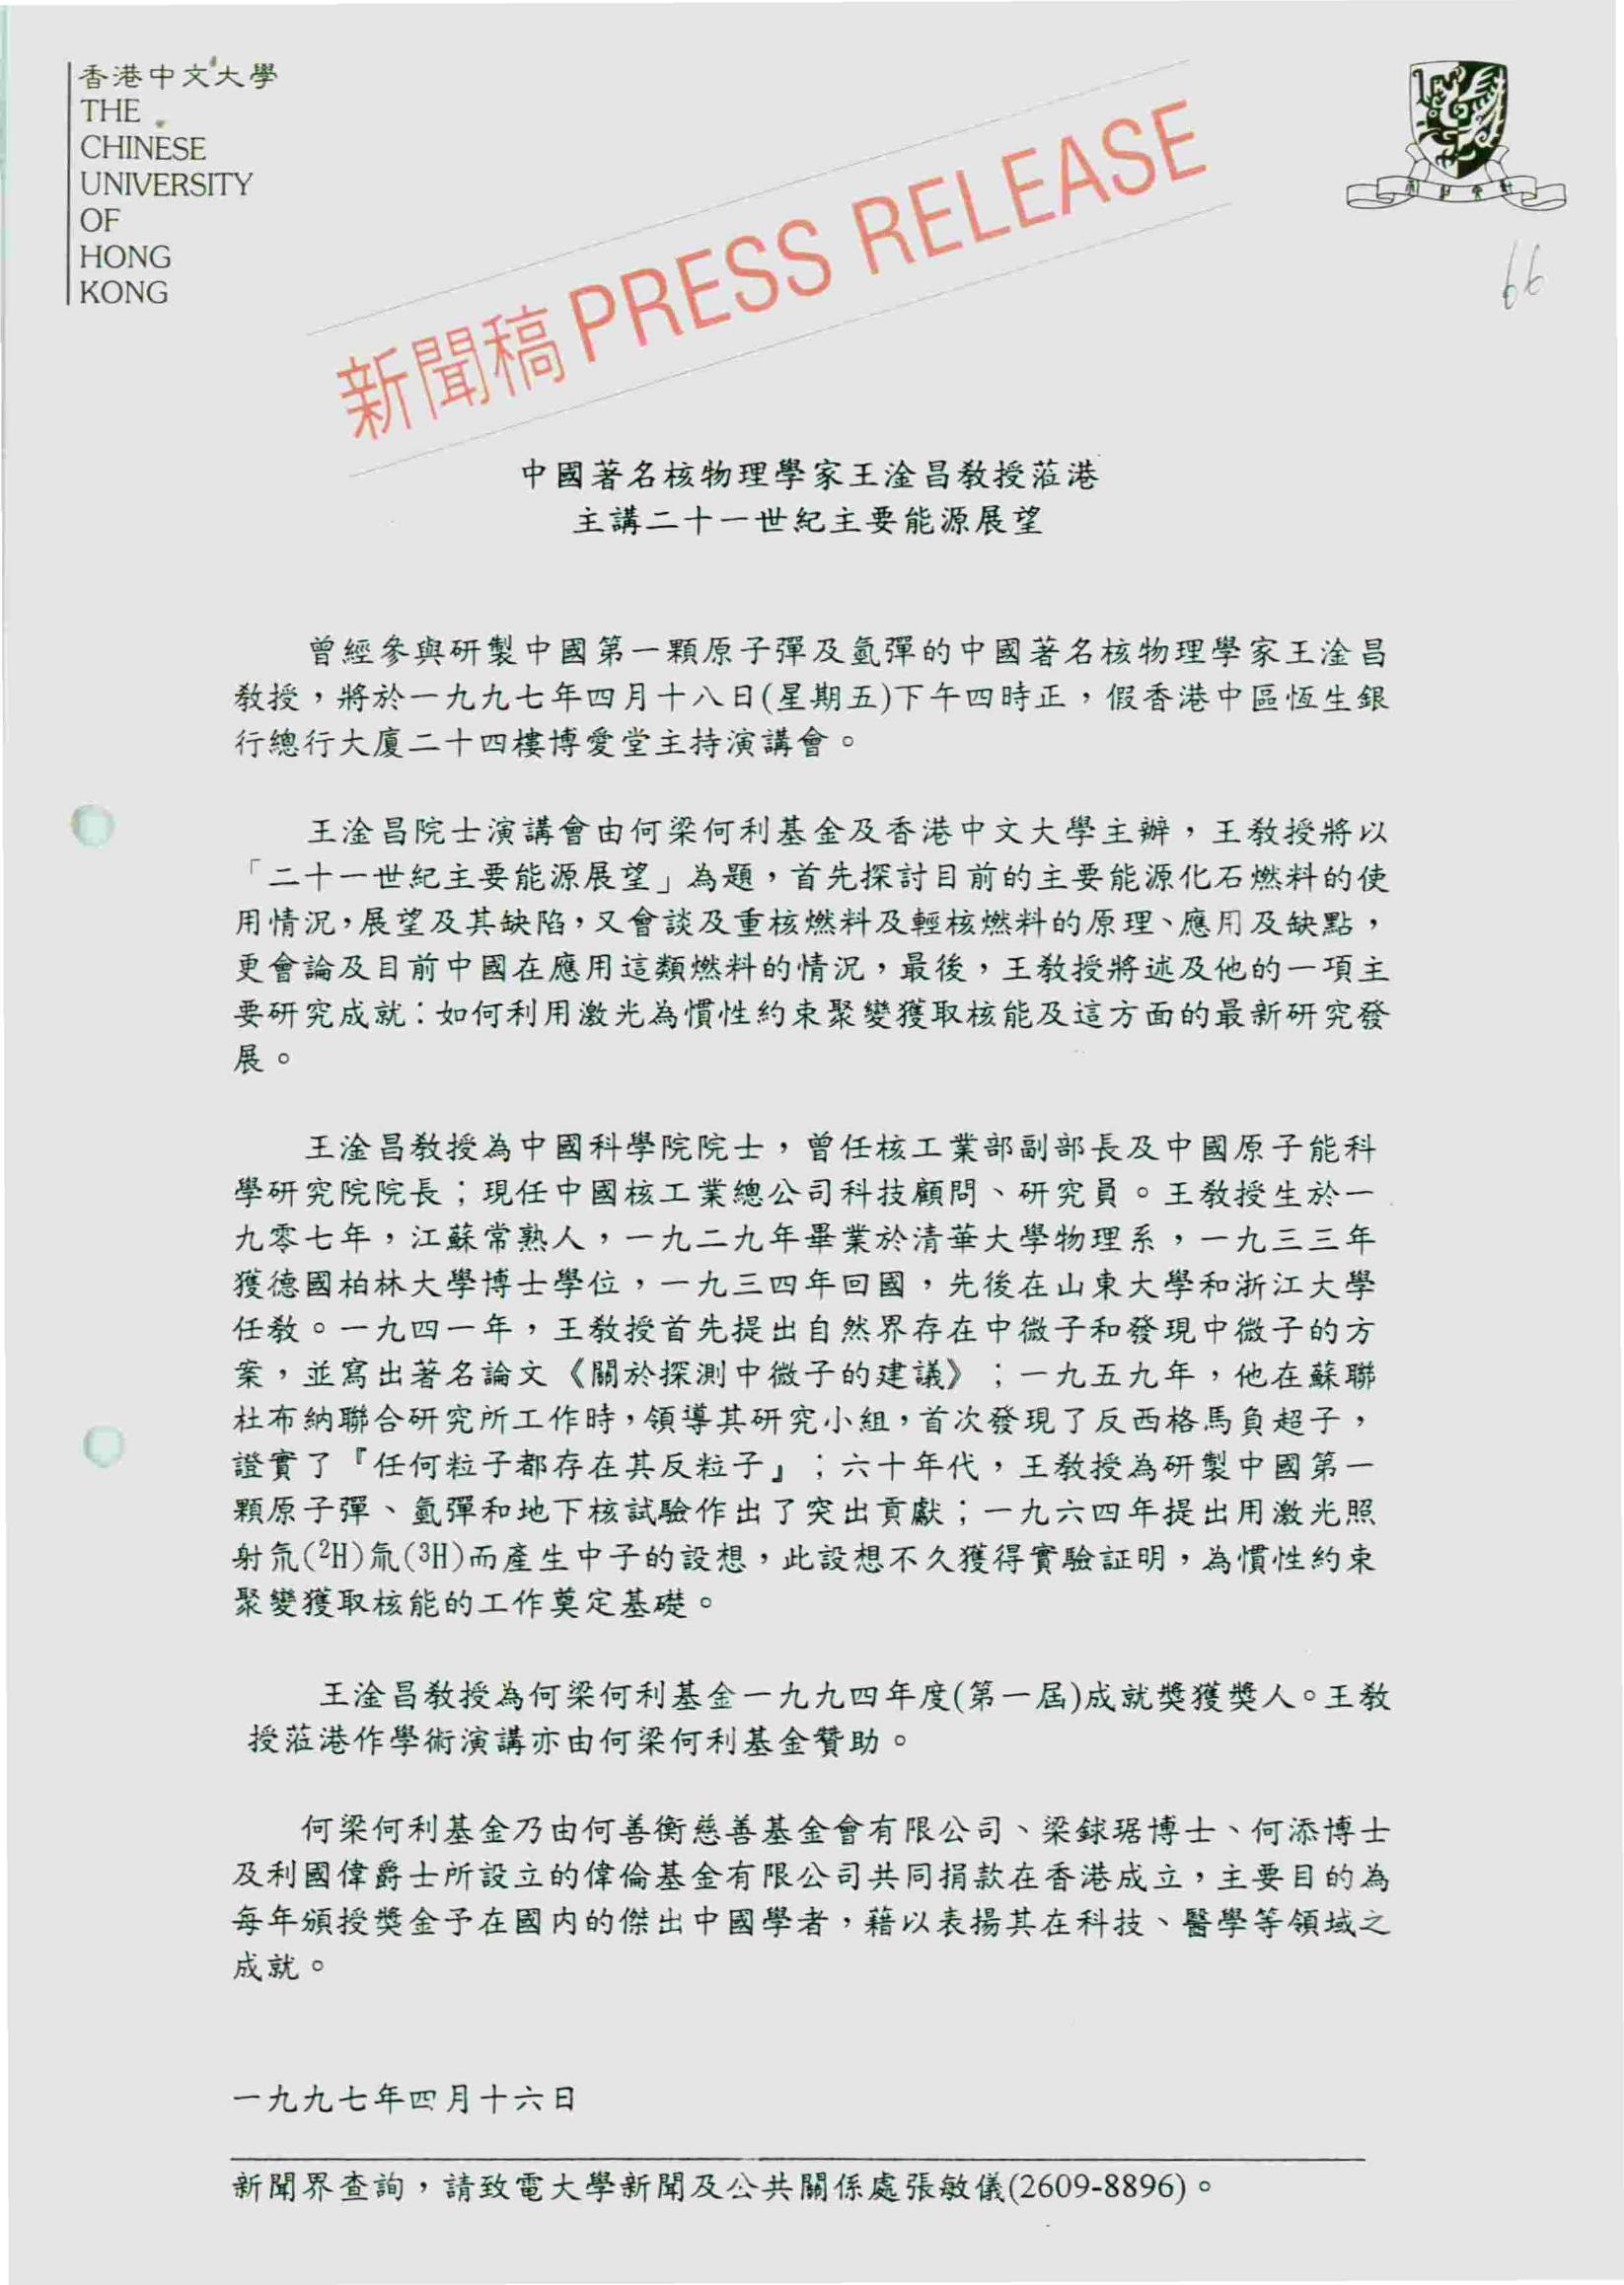 香港中文大學
THE
CHINESE
UNIVERSITY
OF
HONG
KONG
新聞稿 PRESS RELEASE
66
中國著名核物理學家王淦昌教授蒞港
主講二十一世紀主要能源展望
曾經參與研製中國第一顆原子彈及氫彈的中國著名核物理學家王淦昌
教授，將於一九九七年四月十八日(星期五)下午四時正，假香港中區恆生銀
行總行大廈二十四樓博愛堂主持演講會。
王淦昌院士演講會由何梁何利基金及香港中文大學主辦，王教授將以
「二十一世紀主要能源展望」為題，首先探討目前的主要能源化石燃料的使
用情況，展望及其缺陷，又會談及重核燃料及輕核燃料的原理、應用及缺點，
更會論及目前中國在應用這類燃料的情況，最後，王教授將述及他的一項主
要研究成就：如何利用激光為慣性約束聚變獲取核能及這方面的最新研究發
展。
王淦昌教授為中國科學院院士，曾任核工業部副部長及中國原子能科
學研究院院長；現任中國核工業總公司科技顧問、研究員。王教授生於一
九零七年，江蘇常熟人，一九二九年畢業於清華大學物理系，一九三三年
獲德國柏林大學博士學位，一九三四年回國，先後在山東大學和浙江大學
任教。一九四一年，王教授首先提出自然界存在中微子和發現中微子的方
案，並寫出著名論文《關於探測中微子的建議》；一九五九年，他在蘇聯
杜布納聯合研究所工作時，領導其研究小組，首次發現了反西格馬負超子，
證實了『任何粒子都存在其反粒子』；六十年代，王教授為研製中國第一
顆原子彈、氫彈和地下核試驗作出了突出貢獻；一九六四年提出用激光照
射氘(²H)氚(³H)而產生中子的設想，此設想不久獲得實驗証明，為慣性約束
聚變獲取核能的工作奠定基礎。
王淦昌教授為何梁何利基金一九九四年度(第一屆)成就獎獲獎人。王教
授蒞港作學術演講亦由何梁何利基金贊助。
何梁何利基金乃由何善衡慈善基金會有限公司、梁銶琚博士、何添博士
及利國偉爵士所設立的偉倫基金有限公司共同捐款在香港成立，主要目的為
每年頒授獎金予在國內的傑出中國學者，藉以表揚其在科技、醫學等領域之
成就。
一九九七年四月十六日
新聞界查詢，請致電大學新聞及公共關係處張敏儀(2609-8896)。